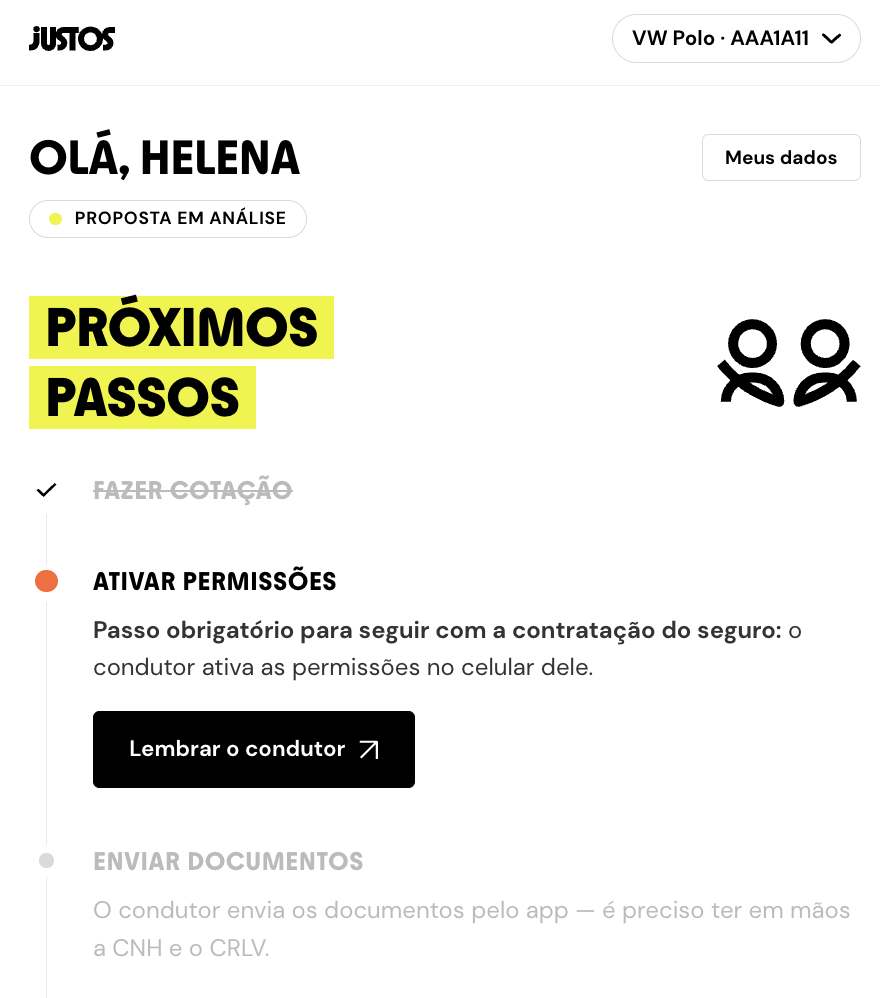 JUSTOS
VW Polo · AAA1A11
OLÁ, HELENA
Meus dados
PROPOSTA EM ANÁLISE
PRÓXIMOS
PASSOS
FAZER COTAÇÃO
ATIVAR PERMISSÕES
Passo obrigatório para seguir com a contratação do seguro: o
condutor ativa as permissões no celular dele.
Lembrar o condutor
ENVIAR DOCUMENTOS
O condutor envia os documentos pelo app — é preciso ter em mãos
a CNH e o CRLV.